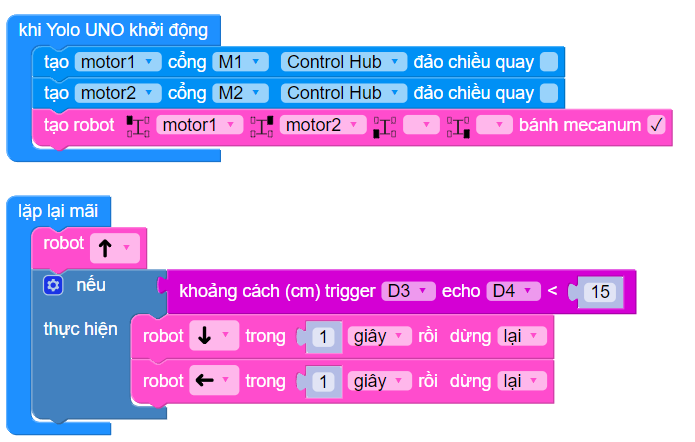 khi Yolo UNO khởi động
tạo motor1 cổng M1 Control Hub đảo chiều quay
tạo motor2 cổng M2 Control Hub đảo chiều quay
tạo robot motor1 motor2 bánh mecanum ✓
lặp lại mãi
robot ↑
nếu khoảng cách (cm) trigger D3 echo D4 < 15
thực hiện robot ↓ trong 1 giây rồi dừng lại
robot ← trong 1 giây rồi dừng lại